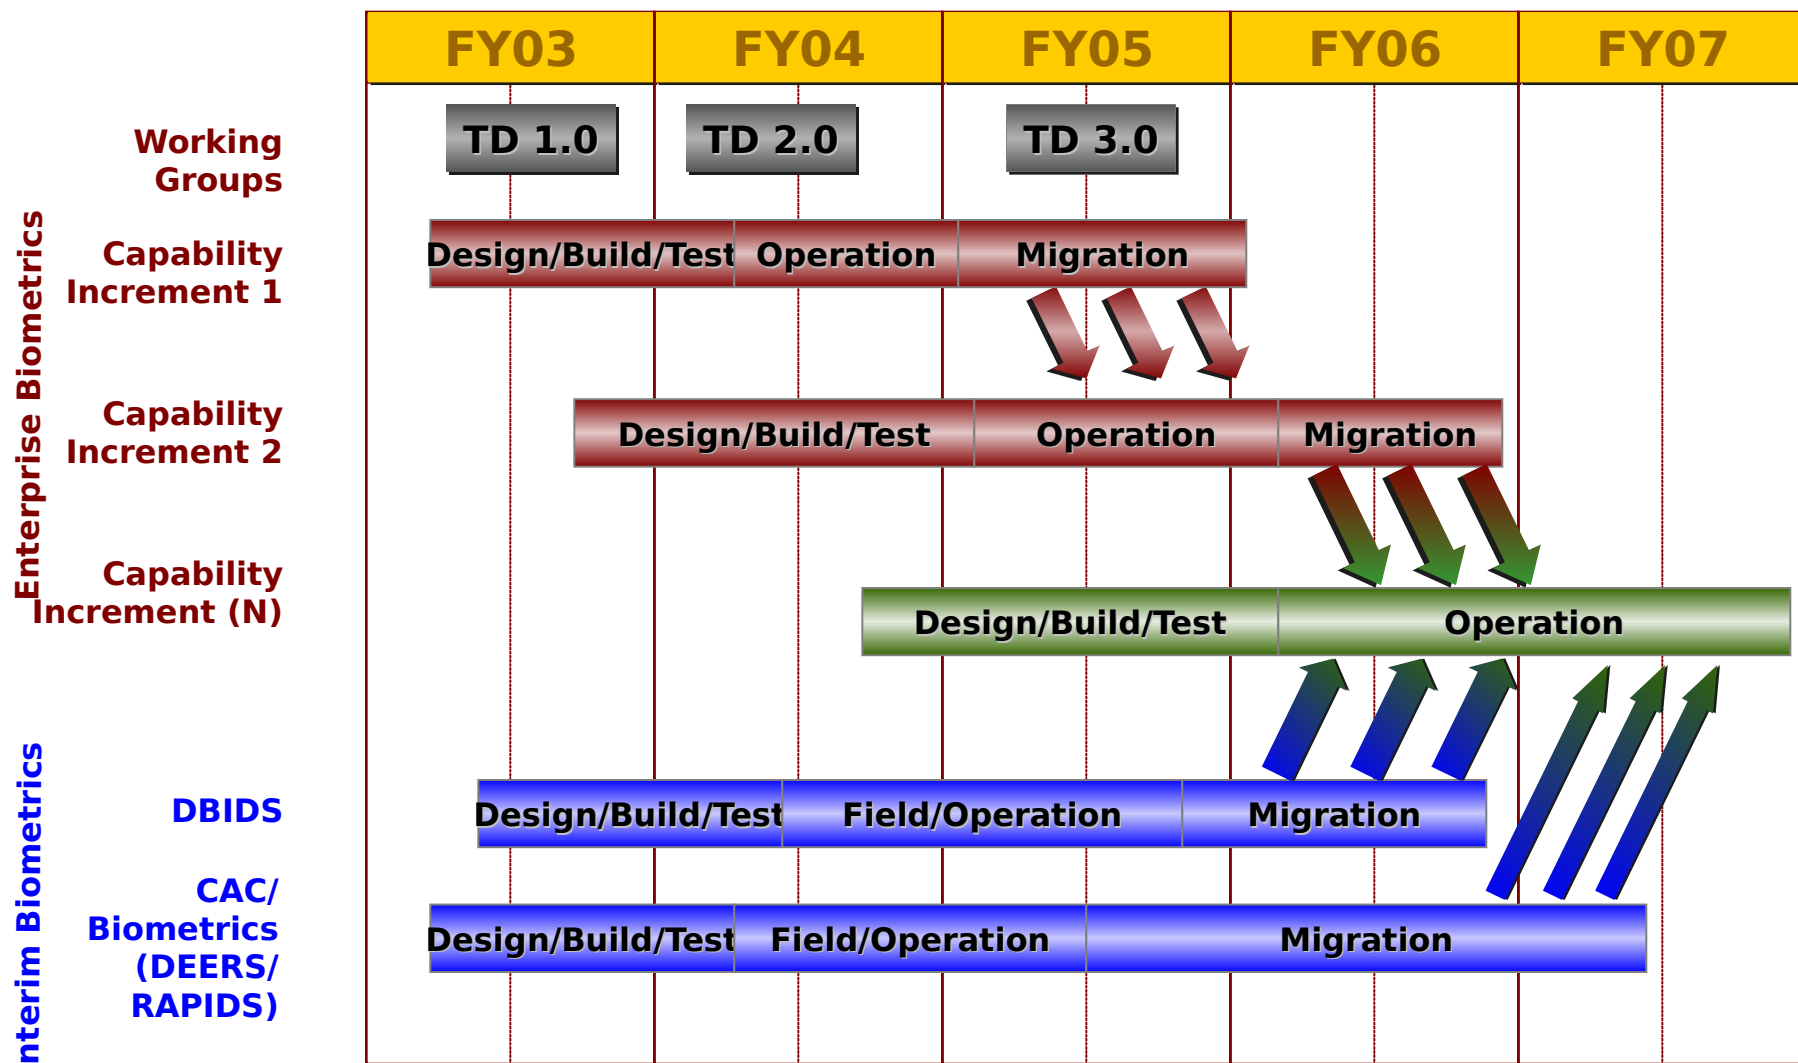 FY03 FY04 FY05 FY06 FY07
TD 1.0 TD 2.0 TD 3.0
Working
Groups
Enterprise Biometrics
Capability
Increment 1
Design/Build/Test Operation Migration
Capability
Increment 2
Design/Build/Test Operation Migration
Capability
Increment (N)
Design/Build/Test Operation
nterim Biometrics
DBIDS
Design/Build/Test Field/Operation Migration
CAC/
Biometrics
(DEERS/
RAPIDS)
Design/Build/Test Field/Operation Migration